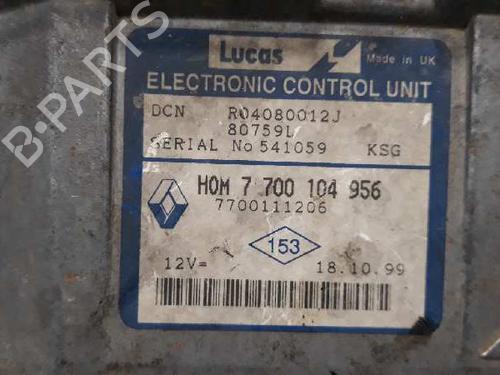 Lucas
Made in UK
ELECTRONIC CONTROL UNIT
DCN R04080012J
80759L
SERIAL No 541059 KSG
HOM 7 700 104 956
7700111206
153
12V= 18.10.99